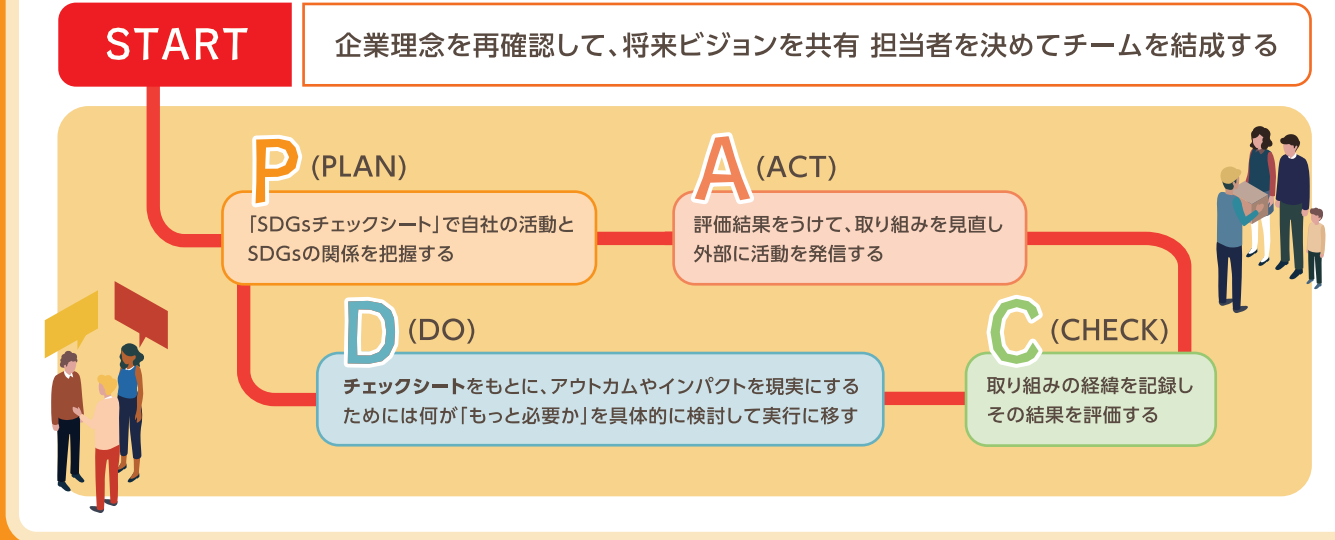 START
企業理念を再確認して、将来ビジョンを共有 担当者を決めてチームを結成する
P (PLAN)
「SDGsチェックシート」で自社の活動と
SDGsの関係を把握する
A (ACT)
評価結果をうけて、取り組みを見直し
外部に活動を発信する
D (DO)
チェックシートをもとに、アウトカムやインパクトを現実にする
ためには何が「もっと必要か」を具体的に検討して実行に移す
C (CHECK)
取り組みの経緯を記録し
その結果を評価する